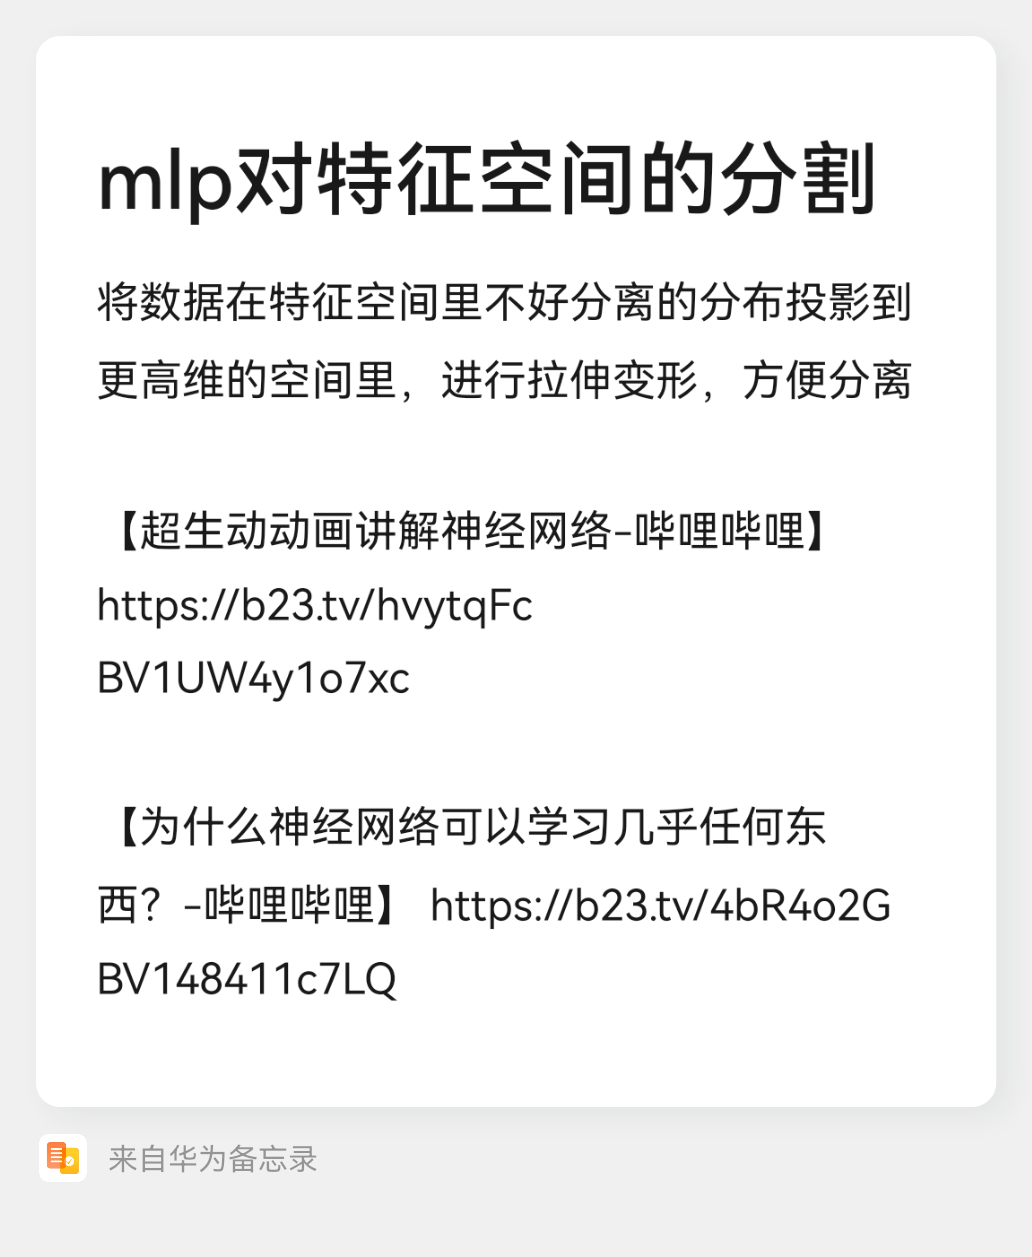 mlp对特征空间的分割
将数据在特征空间里不好分离的分布投影到
更高维的空间里，进行拉伸变形，方便分离
【超生动动画讲解神经网络-哔哩哔哩】
https://b23.tv/hvytqFc
BV1UW4y1o7xc
【为什么神经网络可以学习几乎任何东
西？-哔哩哔哩】 https://b23.tv/4bR4o2G
BV148411c7LQ
来自华为备忘录